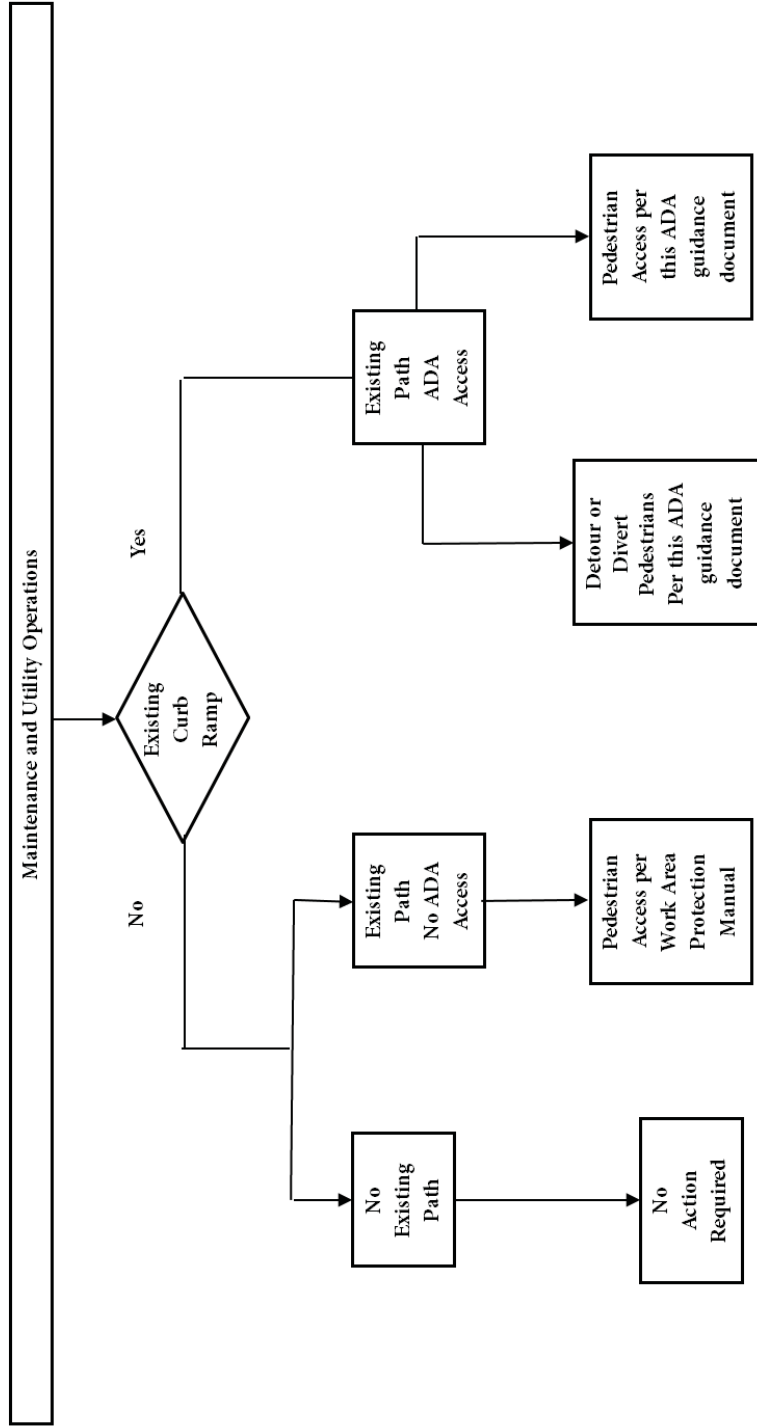 Maintenance and Utility Operations
Existing
Curb
Ramp
No
Yes
No
Existing
Path
Existing
Path
No ADA
Access
Existing
Path
ADA
Access
No
Action
Required
Pedestrian
Access per
Work Area
Protection
Manual
Detour or
Divert
Pedestrians
Per this ADA
guidance
document
Pedestrian
Access per
this ADA
guidance
document